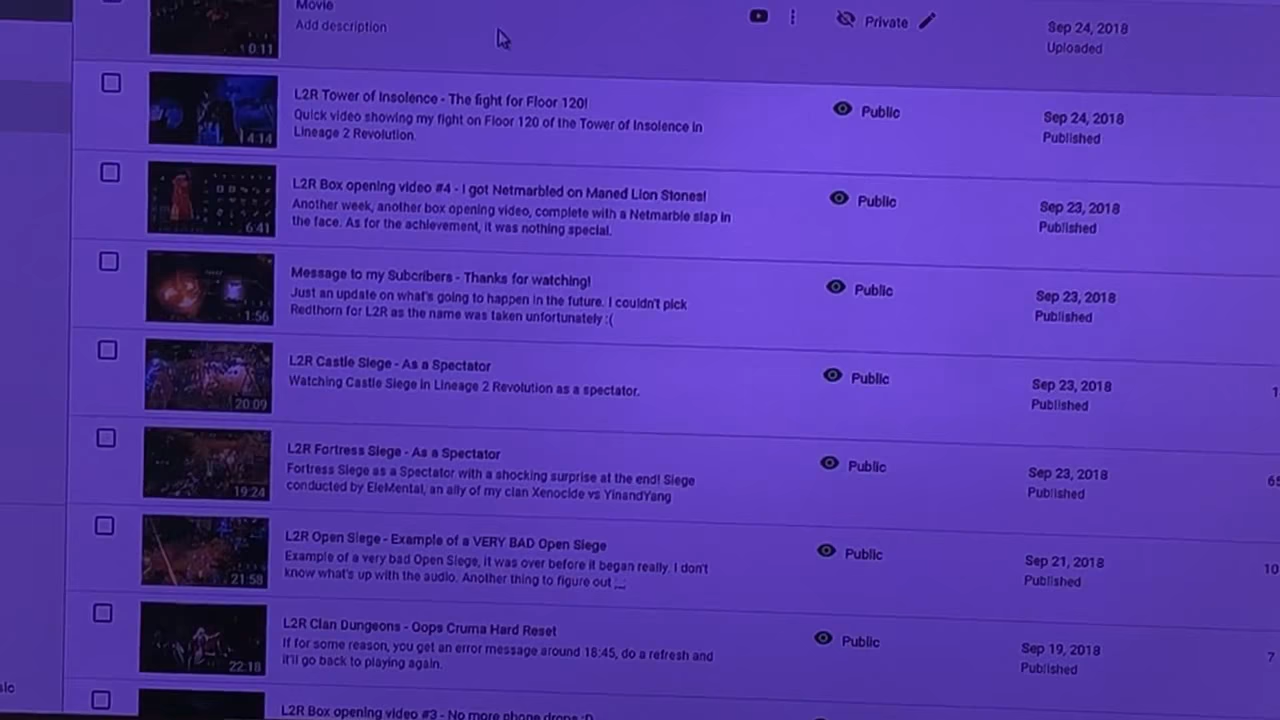 Movie
Add description
0:11
Private
Sep 24, 2018
Uploaded
L2R Tower of Insolence - The fight for Floor 120!
Quick video showing my fight on Floor 120 of the Tower of Insolence in
Lineage 2 Revolution.
4:14
Public
Sep 24, 2018
Published
L2R Box opening video #4 - I got Netmarbled on Maned Lion Stones!
Another week, another box opening video, complete with a Netmarble slap in
the face. As for the achievement, it was nothing special.
6:41
Public
Sep 23, 2018
Published
Message to my Subcribers - Thanks for watching!
Just an update on what's going to happen in the future. I couldn't pick
Redthorn for L2R as the name was taken unfortunately :(
1:56
Public
Sep 23, 2018
Published
L2R Castle Siege - As a Spectator
Watching Castle Siege in Lineage 2 Revolution as a spectator.
20:09
Public
Sep 23, 2018
Published
L2R Fortress Siege - As a Spectator
Fortress Siege as a Spectator with a shocking surprise at the end! Siege
conducted by EleMental, an ally of my clan Xenocide vs YinandYang
19:24
Public
Sep 23, 2018
Published
65
L2R Open Siege - Example of a VERY BAD Open Siege
Example of a very bad Open Siege, it was over before it began really. I don't
know what's up with the audio. Another thing to figure out ;_;
21:58
Public
Sep 21, 2018
Published
10
L2R Clan Dungeons - Oops Cruma Hard Reset
If for some reason, you get an error message around 18:45, do a refresh and
it'll go back to playing again.
22:18
Public
Sep 19, 2018
Published
7
L2R Box opening video #3 - No more phone drops :D